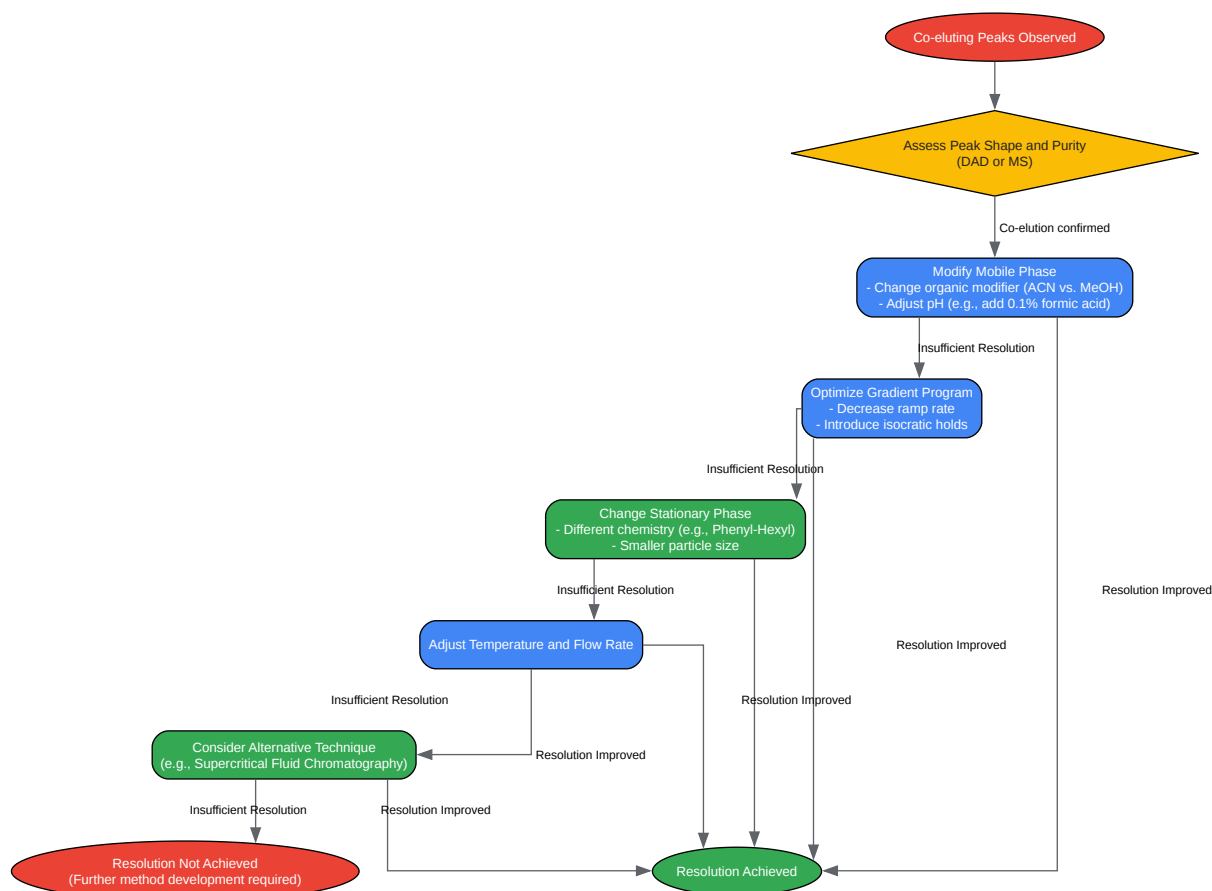 Co-eluting Peaks Observed
Assess Peak Shape and Purity
(DAD or MS)
Co-elution confirmed
Modify Mobile Phase
- Change organic modifier (ACN vs. MeOH)
- Adjust pH (e.g., add 0.1% formic acid)
Insufficient Resolution
Optimize Gradient Program
- Decrease ramp rate
- Introduce isocratic holds
Insufficient Resolution
Change Stationary Phase
- Different chemistry (e.g., Phenyl-Hexyl)
- Smaller particle size
Insufficient Resolution
Resolution Improved
Adjust Temperature and Flow Rate
Resolution Improved
Insufficient Resolution
Resolution Improved
Consider Alternative Technique
(e.g., Supercritical Fluid Chromatography)
Resolution Improved
Insufficient Resolution
Resolution Improved
Resolution Not Achieved
(Further method development required)
Resolution Achieved